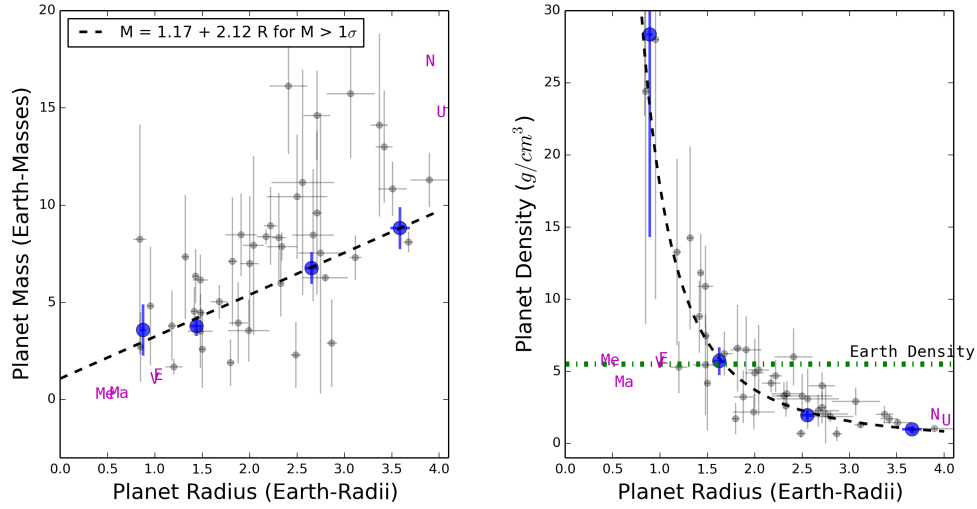 M = 1.17 + 2.12 R for M > 1σ
Planet Mass (Earth-Masses)
20
15
10
5
0
N
U
Me
Ma
V
E
0.0 0.5 1.0 1.5 2.0 2.5 3.0 3.5 4.0
Planet Radius (Earth-Radii)
Planet Density (g/cm³)
30
25
20
15
10
5
0
Earth Density
Me
Ma
V
E
N
U
0.0 0.5 1.0 1.5 2.0 2.5 3.0 3.5 4.0
Planet Radius (Earth-Radii)